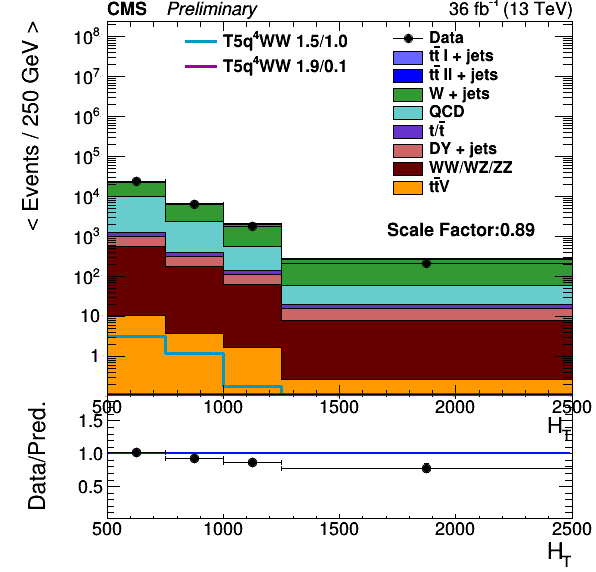 CMS Preliminary 36 fb⁻¹ (13 TeV)
< Events / 250 GeV >
10⁸
10⁷
10⁶
10⁵
10⁴
10³
10²
10
1
T5q⁴WW 1.5/1.0
T5q⁴WW 1.9/0.1
Data
tt̄ l + jets
tt̄ ll + jets
W + jets
QCD
t/t̄
DY + jets
WW/WZ/ZZ
tt̄V
Scale Factor:0.89
500 1000 1500 2000 2500
H_T
Data/Pred.
1.5
1.0
0.5
500 1000 1500 2000 2500
H_T